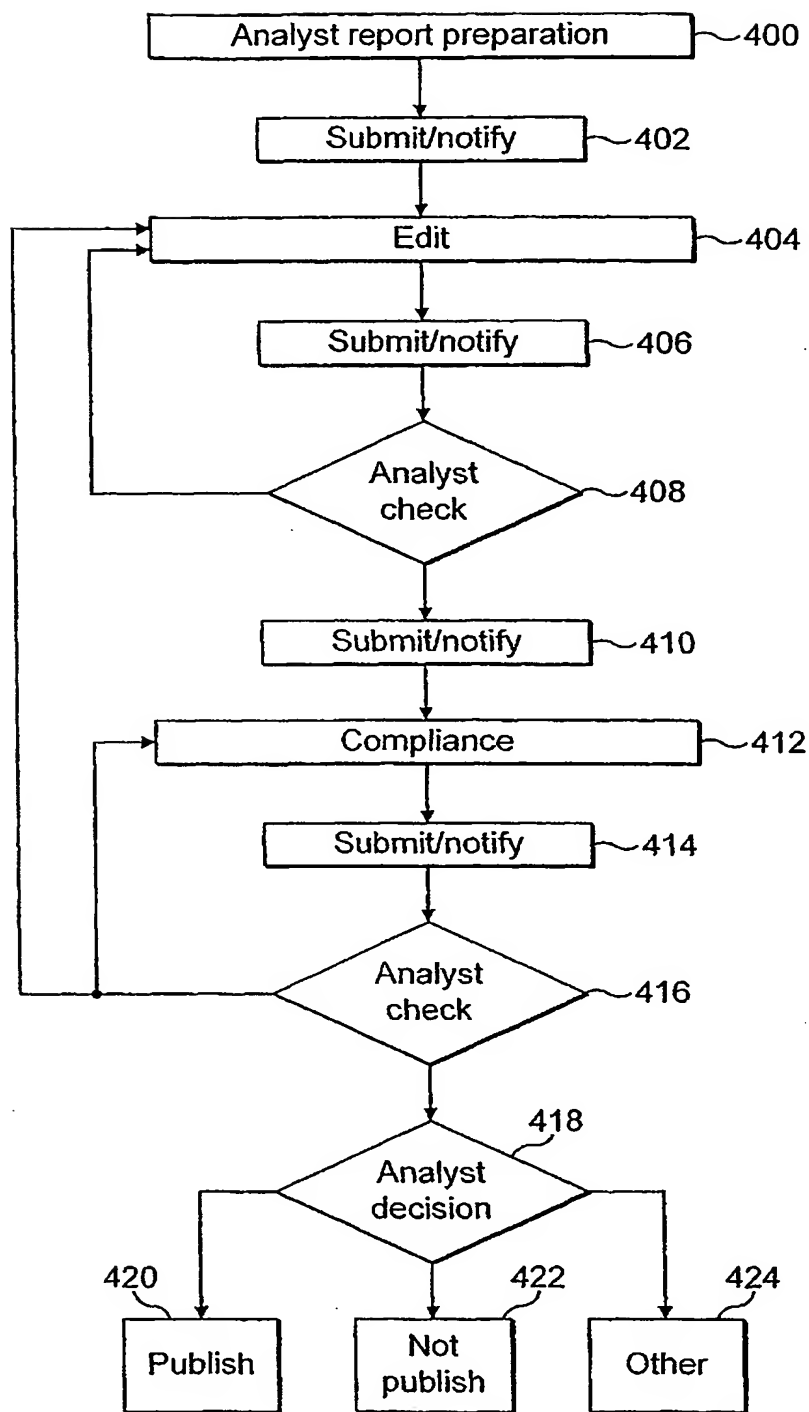 Analyst report preparation 400
Submit/notify 402
Edit 404
Submit/notify 406
Analyst
check
408
Submit/notify 410
Compliance 412
Submit/notify 414
Analyst
check
416
418
Analyst
decision
420 422 424
Publish
Not
publish
Other